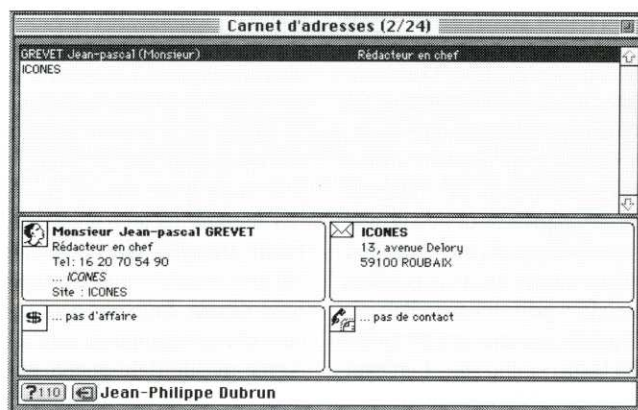 Carnet d'adresses (2/24)
GREVET Jean-pascal (Monsieur) Rédacteur en chef
ICONES
Monsieur Jean-pascal GREVET
Rédacteur en chef
Tel: 16 20 70 54 90
... ICONES
Site : ICONES
ICONES
13, avenue Delory
59100 ROUBAIX
$ ... pas d'affaire
... pas de contact
?110 Jean-Philippe Dubrun